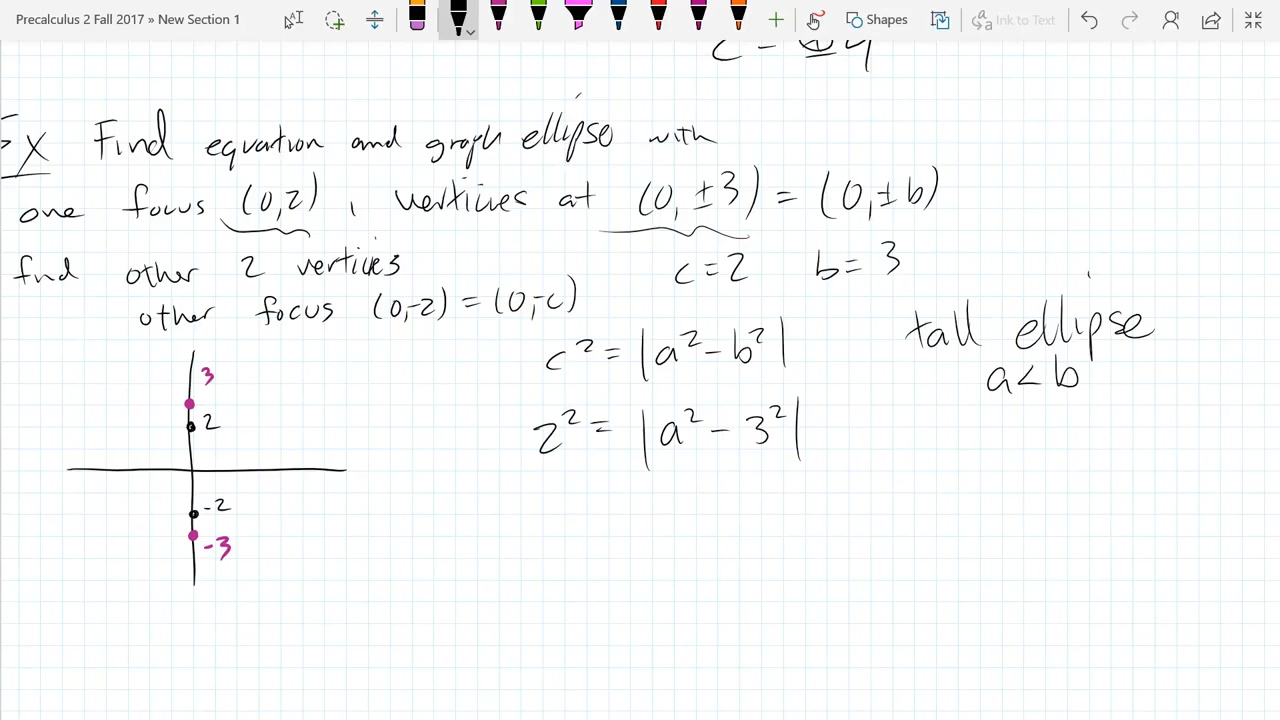 Precalculus 2 Fall 2017 » New Section 1
Shapes
Ink to Text
Ex Find equation and graph ellipse with
one focus (0,2), vertices at (0,±3) = (0,±b)
find other 2 vertices
c=2 b=3
other focus (0,-2) = (0,-c)
tall ellipse
a<b
c² = |a²-b²|
2² = |a²-3²|
3
2
-2
-3